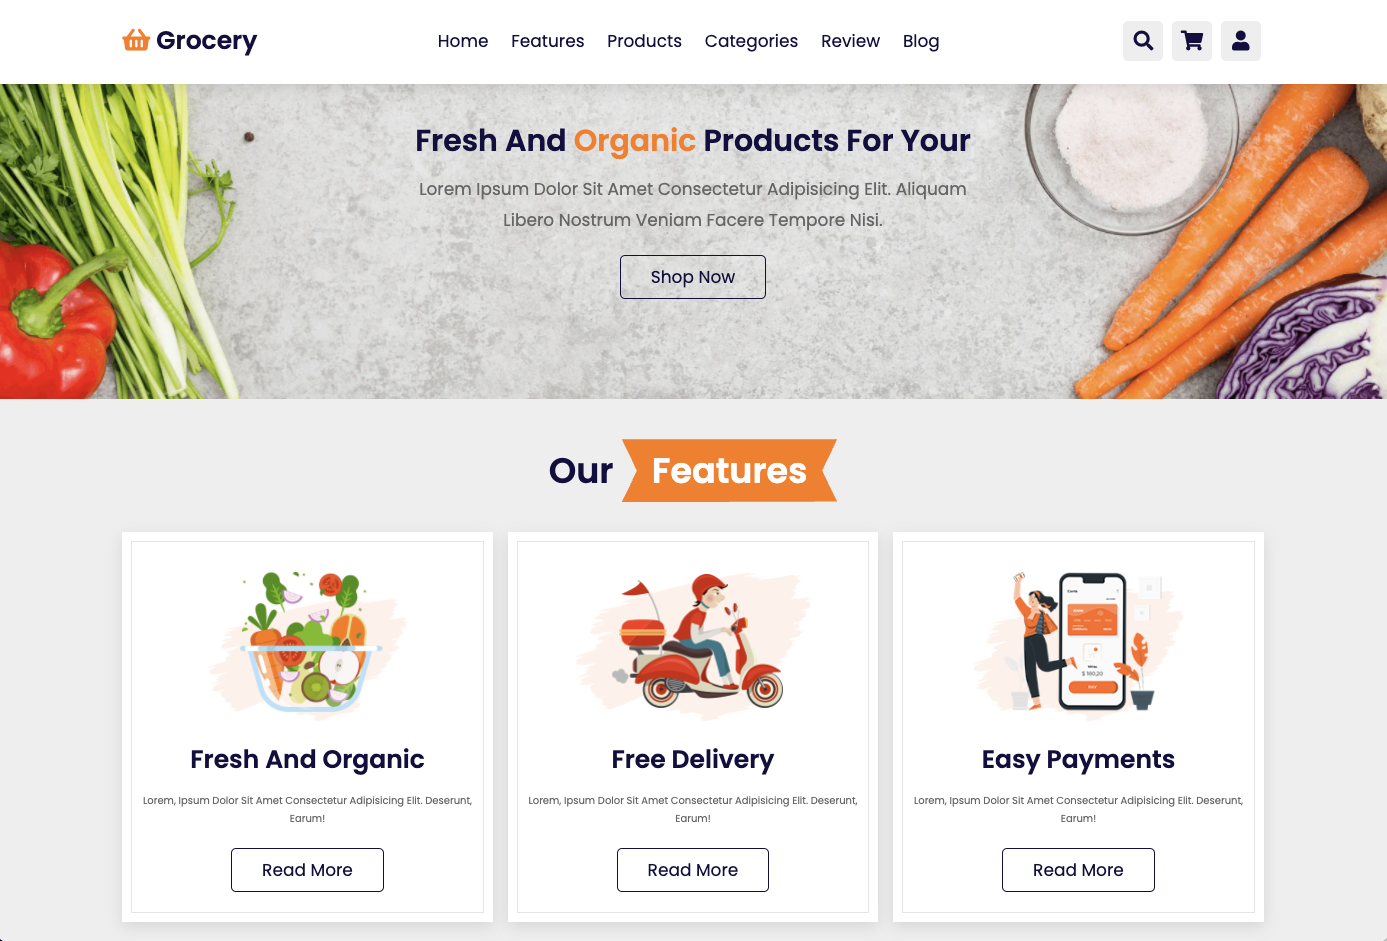 Grocery
Home Features Products Categories Review Blog
Fresh And Organic Products For Your
Lorem Ipsum Dolor Sit Amet Consectetur Adipisicing Elit. Aliquam
Libero Nostrum Veniam Facere Tempore Nisi.
Shop Now
Our Features
Fresh And Organic
Lorem, Ipsum Dolor Sit Amet Consectetur Adipisicing Elit. Deserunt,
Earum!
Read More
Free Delivery
Lorem, Ipsum Dolor Sit Amet Consectetur Adipisicing Elit. Deserunt,
Earum!
Read More
Easy Payments
Lorem, Ipsum Dolor Sit Amet Consectetur Adipisicing Elit. Deserunt,
Earum!
Read More